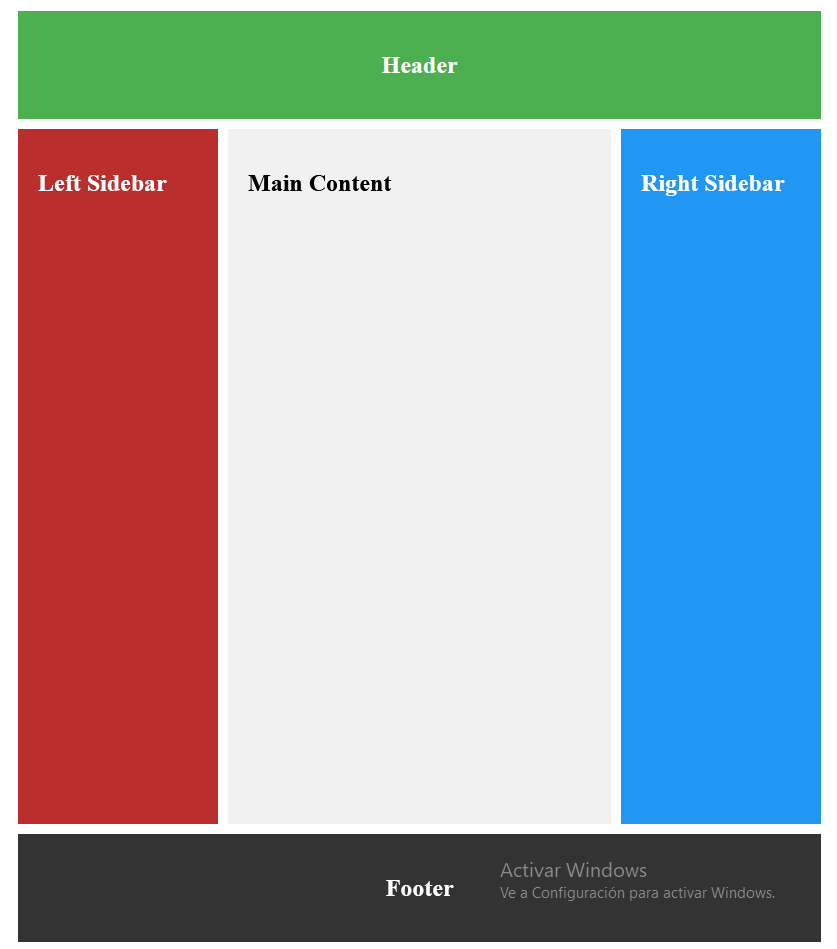 Header
Left Sidebar
Main Content
Right Sidebar
Footer
Activar Windows
Ve a Configuración para activar Windows.